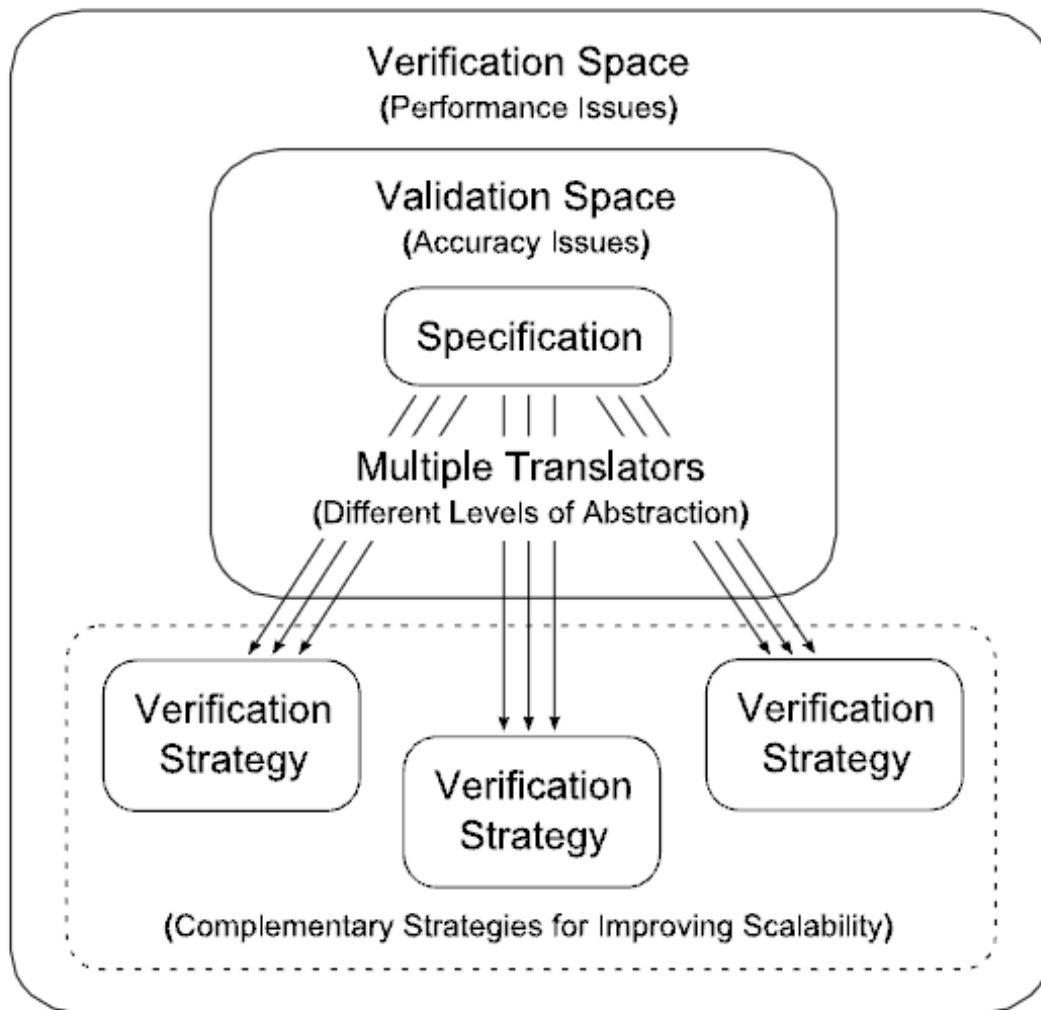 Verification Space
(Performance Issues)
Validation Space
(Accuracy Issues)
Specification
Multiple Translators
(Different Levels of Abstraction)
Verification
Strategy
Verification
Strategy
Verification
Strategy
(Complementary Strategies for Improving Scalability)